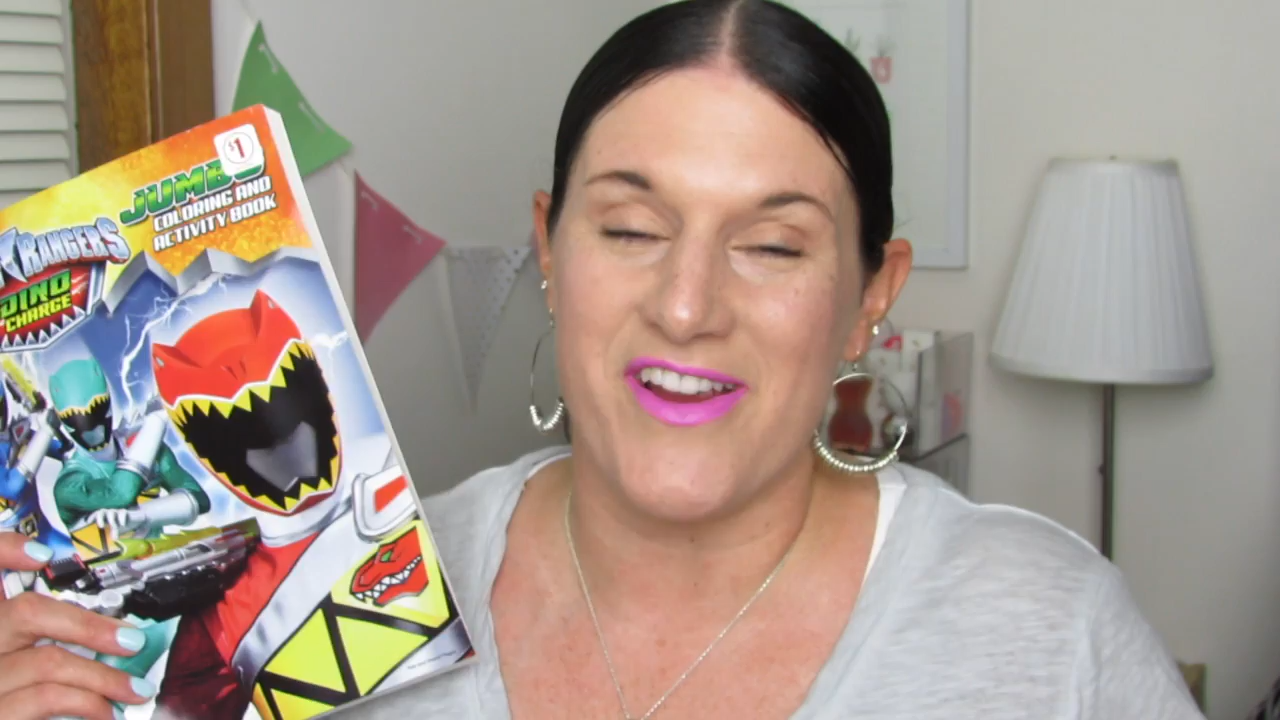 $1
JUMBO
COLORING AND
ACTIVITY BOOK
RANGERS
DINO
CHARGE